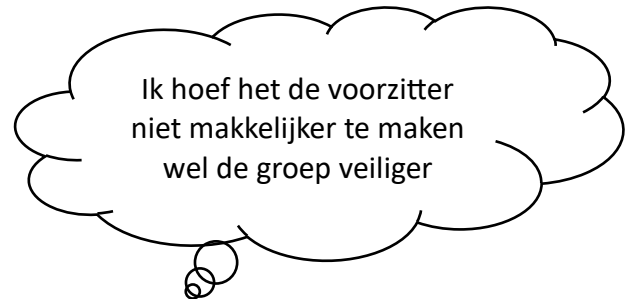 Ik hoef het de voorzitter
niet makkelijker te maken
wel de groep veiliger